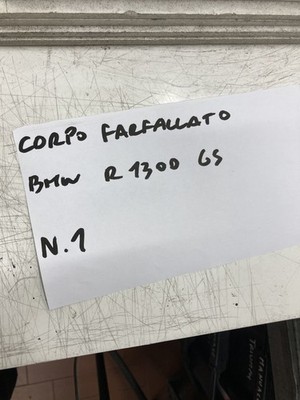 CORPO FARFALLATO
BMW R 1300 GS
N.1